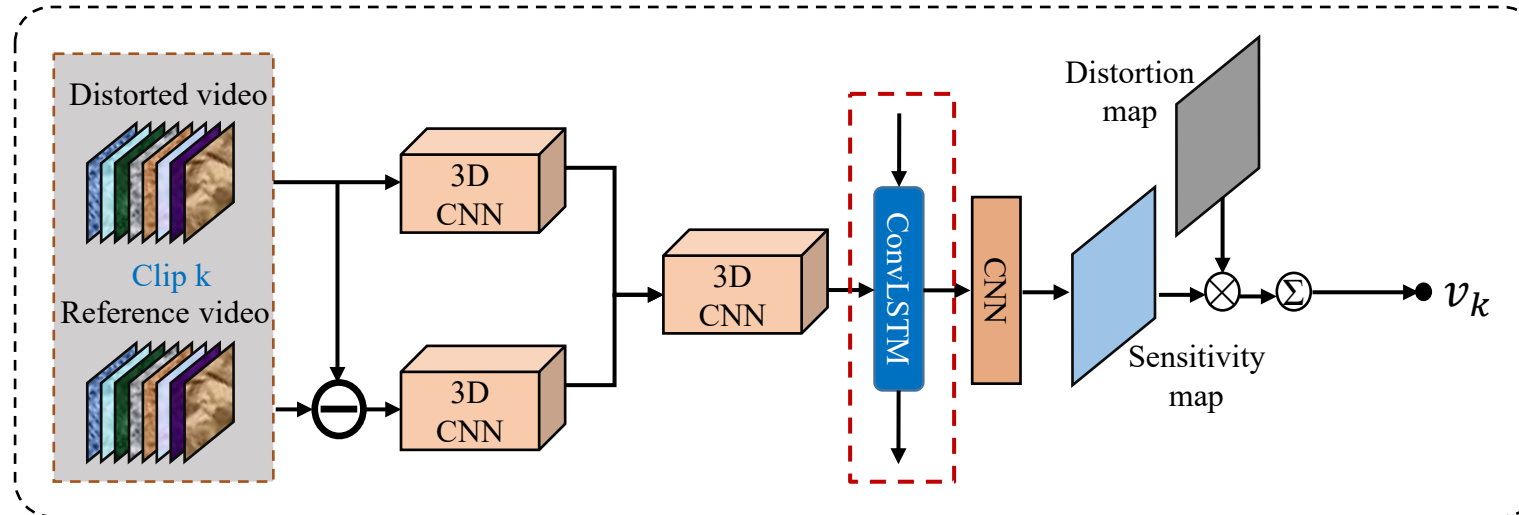 Distorted video
Clip k
Reference video
3D
CNN
3D
CNN
3D
CNN
ConvLSTM
CNN
Distortion
map
Sensitivity
map
Σ
v_k